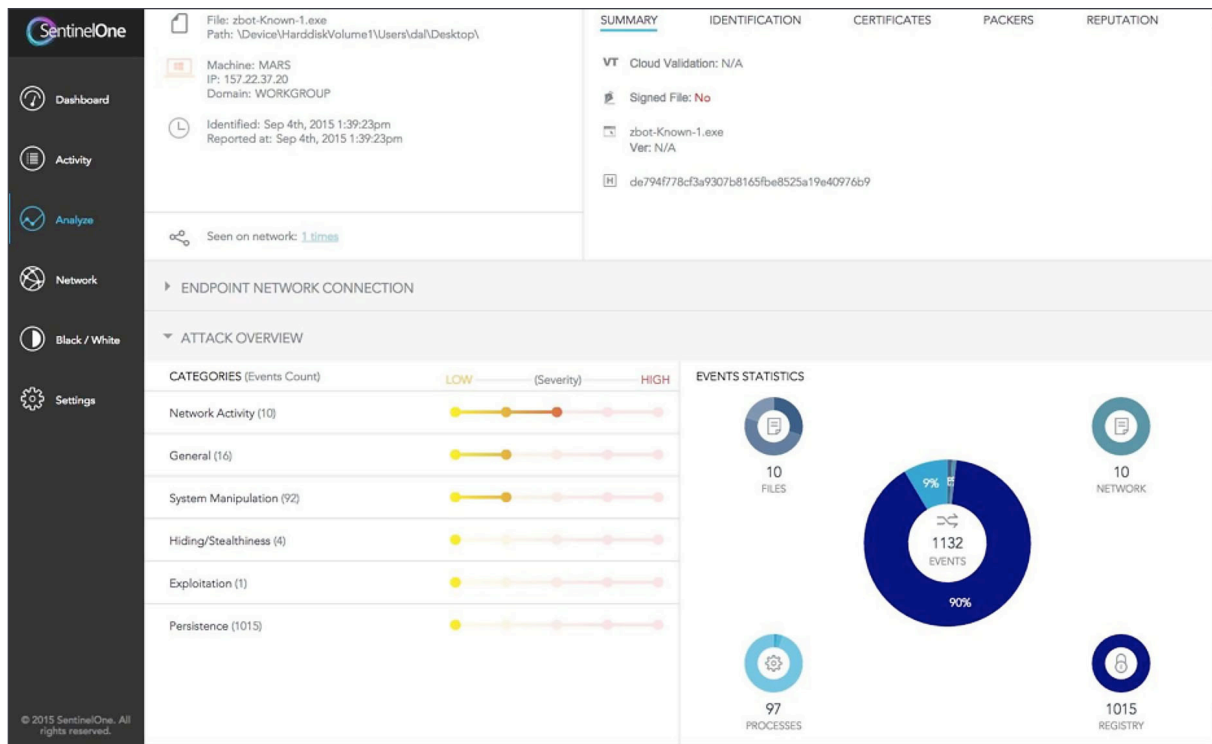 SentinelOne
Dashboard
Activity
Analyze
Network
Black / White
Settings
© 2015 SentinelOne. All
rights reserved.
File: zbot-Known-1.exe
Path: \Device\HarddiskVolume1\Users\dal\Desktop\
Machine: MARS
IP: 157.22.37.20
Domain: WORKGROUP
Identified: Sep 4th, 2015 1:39:23pm
Reported at: Sep 4th, 2015 1:39:23pm
Seen on network: 1 times
SUMMARY IDENTIFICATION CERTIFICATES PACKERS REPUTATION
VT Cloud Validation: N/A
Signed File: No
zbot-Known-1.exe
Ver: N/A
H de794f778cf3a9307b8165fbe8525a19e40976b9
ENDPOINT NETWORK CONNECTION
ATTACK OVERVIEW
CATEGORIES (Events Count) LOW (Severity) HIGH
Network Activity (10)
General (16)
System Manipulation (92)
Hiding/Stealthiness (4)
Exploitation (1)
Persistence (1015)
EVENTS STATISTICS
10
FILES
10
NETWORK
9%
1132
EVENTS
90%
97
PROCESSES
1015
REGISTRY